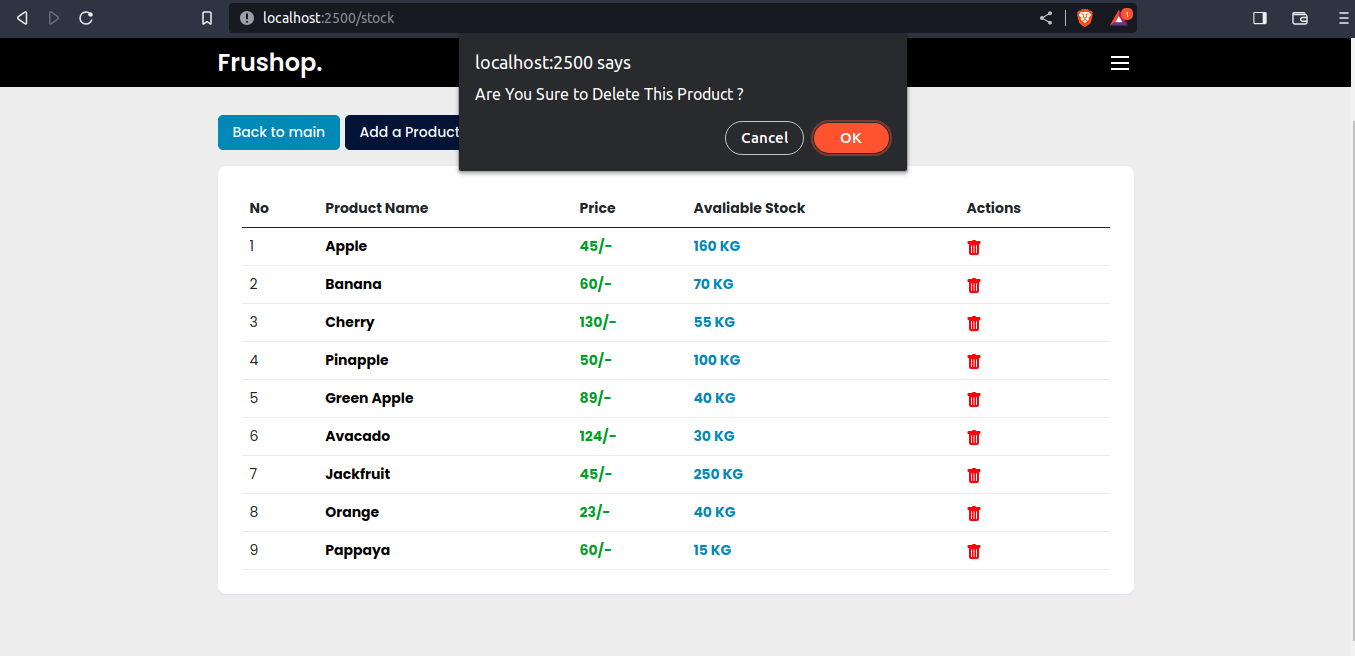 localhost:2500/stock
1
Frushop.
localhost:2500 says
Are You Sure to Delete This Product ?
Cancel OK
Back to main Add a Product
No Product Name Price Avaliable Stock Actions
1 Apple 45/- 160 KG
2 Banana 60/- 70 KG
3 Cherry 130/- 55 KG
4 Pinapple 50/- 100 KG
5 Green Apple 89/- 40 KG
6 Avacado 124/- 30 KG
7 Jackfruit 45/- 250 KG
8 Orange 23/- 40 KG
9 Pappaya 60/- 15 KG